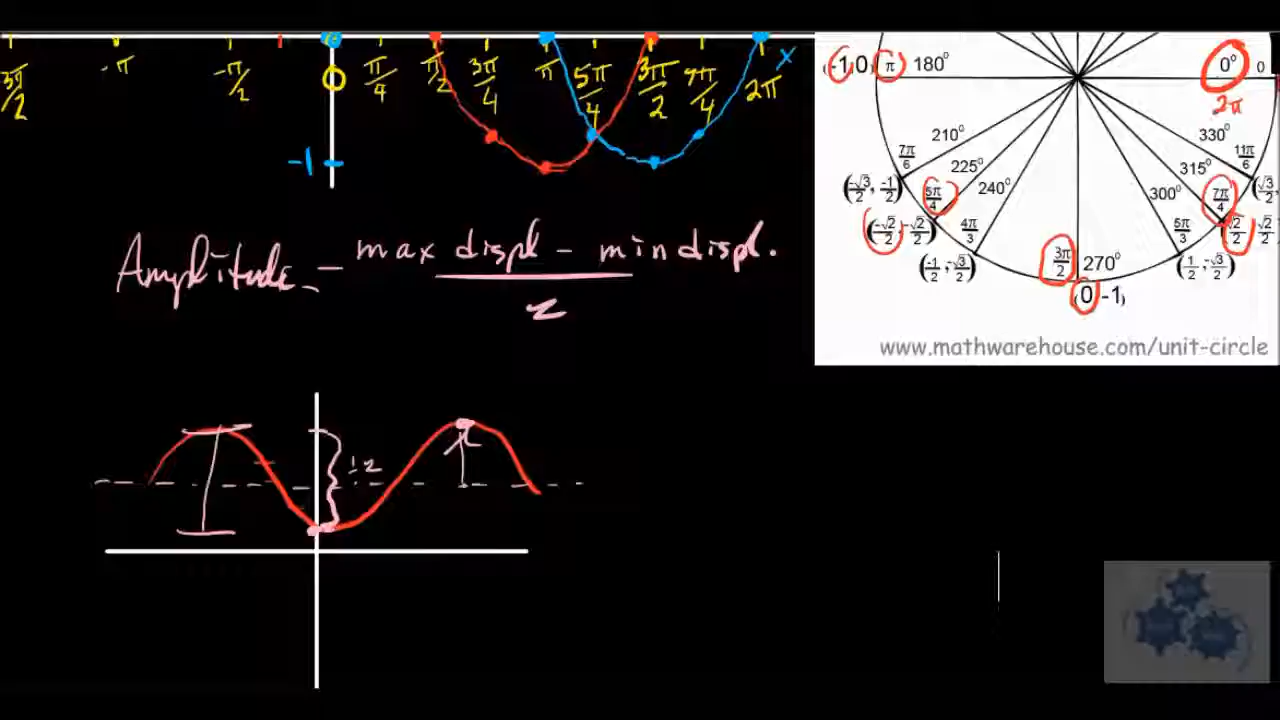 3π/2 -π -π/2 0 π/4 π/2 3π/4 π 5π/4 3π/2 7π/4 2π x
-1
Amplitude = max displ - min displ.
2
÷2
(-1,0) π 180° 0° 0
2π
210° 330°
7π/6 11π/6
225° 315°
(-√3/2, -1/2) 5π/4 240° 300° 7π/4 (√3/2,
(-√2/2, -√2/2) 4π/3 5π/3 √2/2 √2/2
3π/2 270°
(-1/2, -√3/2) (1/2, -√3/2)
(0 -1)
www.mathwarehouse.com/unit-circle